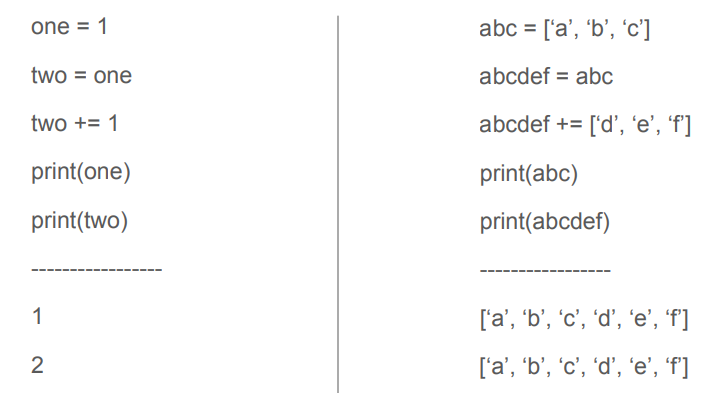 one = 1
two = one
two += 1
print(one)
print(two)
-----------------
1
2
abc = [‘a’, ‘b’, ‘c’]
abcdef = abc
abcdef += [‘d’, ‘e’, ‘f’]
print(abc)
print(abcdef)
-----------------
[‘a’, ‘b’, ‘c’, ‘d’, ‘e’, ‘f’]
[‘a’, ‘b’, ‘c’, ‘d’, ‘e’, ‘f’]